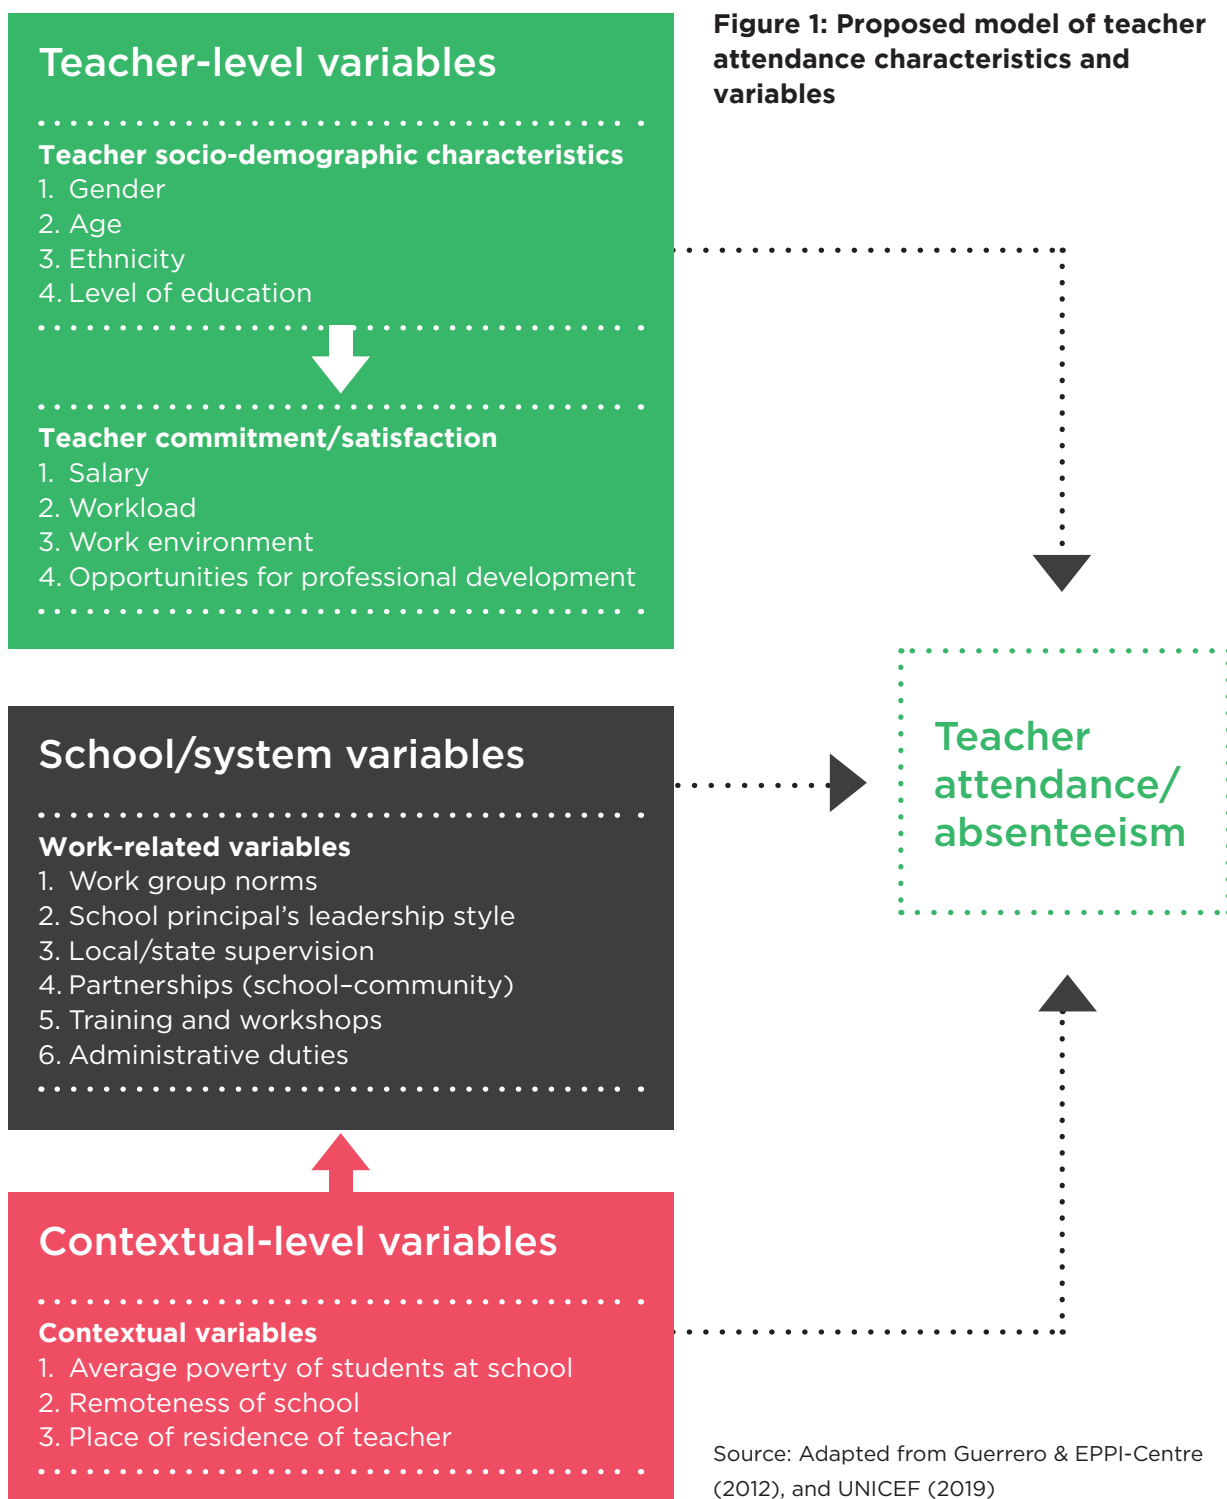 Figure 1: Proposed model of teacher
attendance characteristics and
variables
Teacher-level variables
Teacher socio-demographic characteristics
1. Gender
2. Age
3. Ethnicity
4. Level of education
Teacher commitment/satisfaction
1. Salary
2. Workload
3. Work environment
4. Opportunities for professional development
School/system variables
Work-related variables
1. Work group norms
2. School principal’s leadership style
3. Local/state supervision
4. Partnerships (school–community)
5. Training and workshops
6. Administrative duties
Contextual-level variables
Contextual variables
1. Average poverty of students at school
2. Remoteness of school
3. Place of residence of teacher
Teacher
attendance/
absenteeism
Source: Adapted from Guerrero & EPPI-Centre
(2012), and UNICEF (2019)